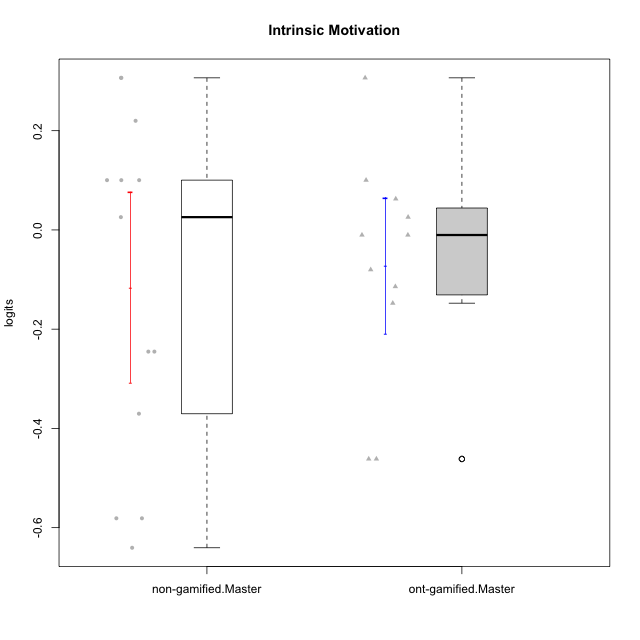 Intrinsic Motivation
logits
0.2
0.0
-0.2
-0.4
-0.6
non-gamified.Master
ont-gamified.Master